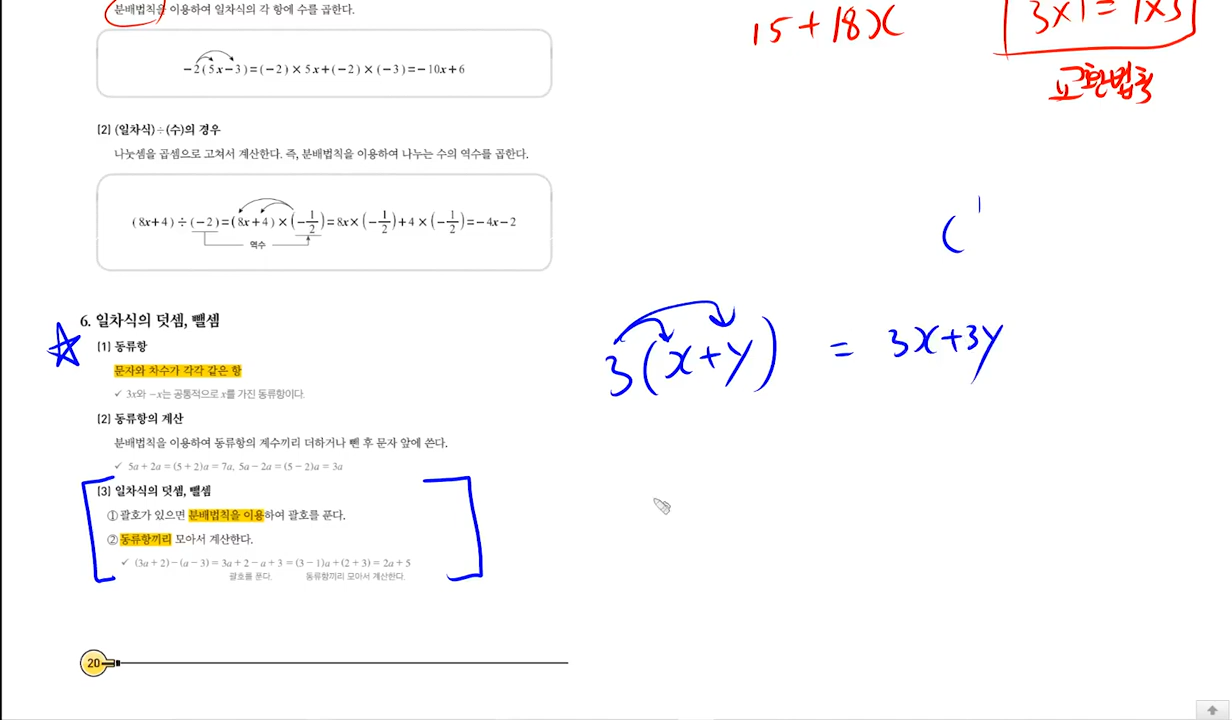 분배법칙을 이용하여 일차식의 각 항에 수를 곱한다.
-2(5x-3)=(-2)×5x+(-2)×(-3)=-10x+6
[2] (일차식)÷(수)의 경우
나눗셈을 곱셈으로 고쳐서 계산한다. 즉, 분배법칙을 이용하여 나누는 수의 역수를 곱한다.
(8x+4)÷(-2)=(8x+4)×(-1/2)=8x×(-1/2)+4×(-1/2)=-4x-2
역수
6. 일차식의 덧셈, 뺄셈
[1] 동류항
문자와 차수가 각각 같은 항
✓ 3x와 -x는 공통적으로 x를 가진 동류항이다.
[2] 동류항의 계산
분배법칙을 이용하여 동류항의 계수끼리 더하거나 뺀 후 문자 앞에 쓴다.
✓ 5a+2a=(5+2)a=7a, 5a-2a=(5-2)a=3a
[3] 일차식의 덧셈, 뺄셈
① 괄호가 있으면 분배법칙을 이용하여 괄호를 푼다.
② 동류항끼리 모아서 계산한다.
✓ (3a+2)-(a-3)=3a+2-a+3=(3-1)a+(2+3)=2a+5
괄호를 푼다. 동류항끼리 모아서 계산한다.
20
15+18x
3×1=1×3
교환법칙
(
3(x+y) = 3x+3y